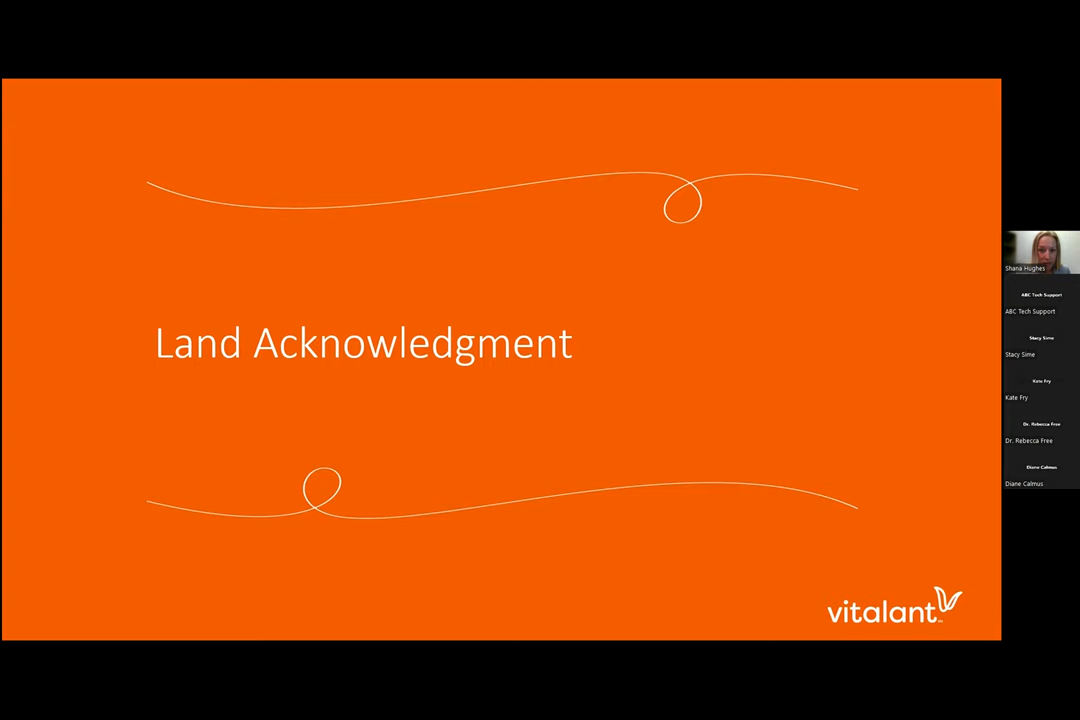 Land Acknowledgment
vitalant
Shana Hughes
ABC Tech Support
ABC Tech Support
Stacy Sime
Stacy Sime
Kate Fry
Kate Fry
Dr. Rebecca Free
Dr. Rebecca Free
Diane Calmus
Diane Calmus